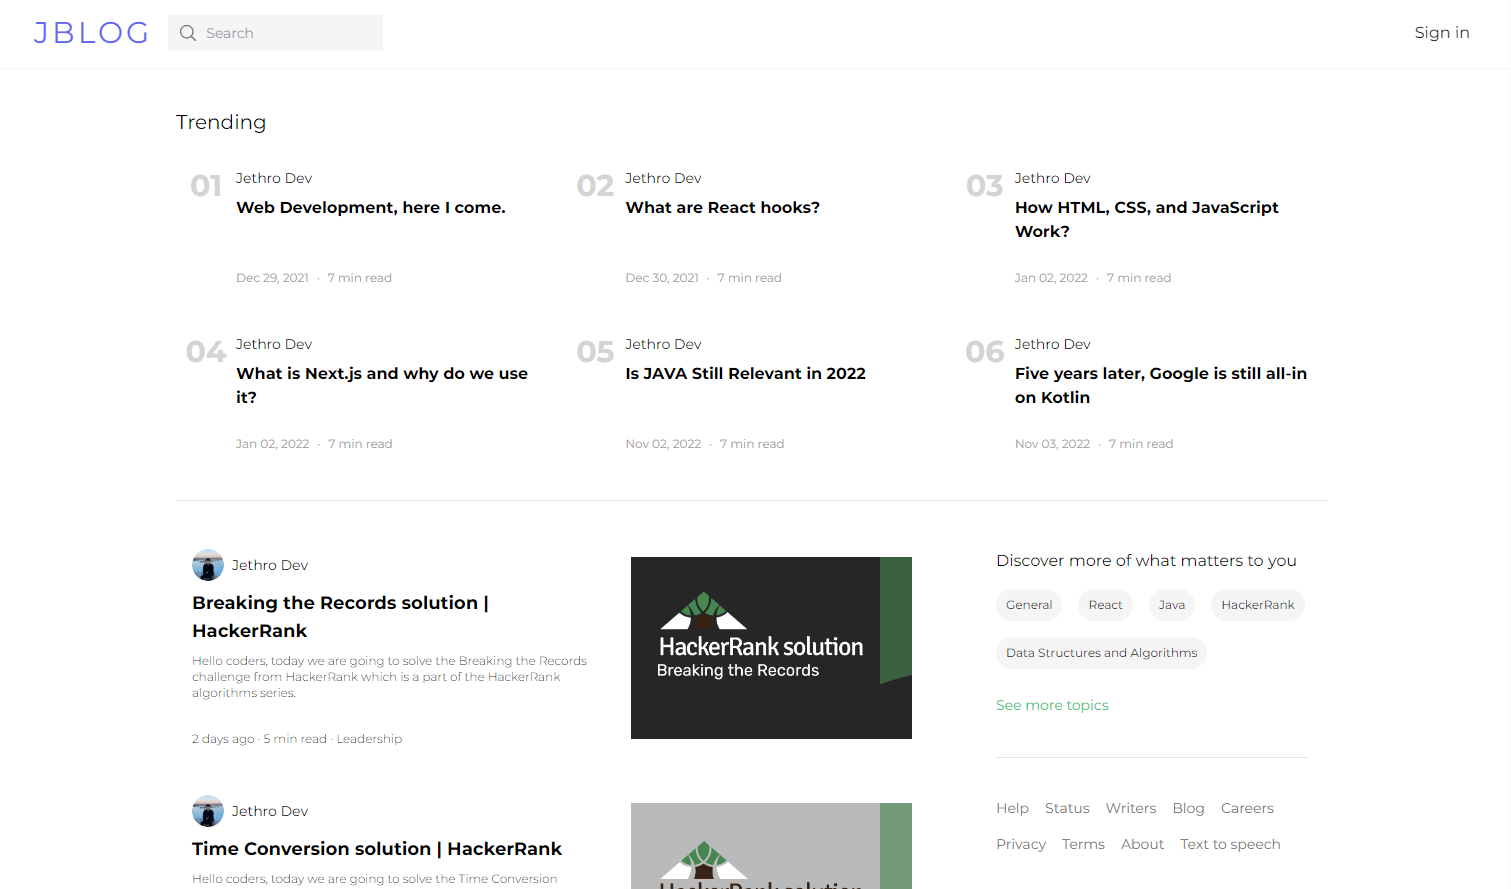 JBLOG
Search
Sign in
Trending
01
Jethro Dev
Web Development, here I come.
Dec 29, 2021 · 7 min read
02
Jethro Dev
What are React hooks?
Dec 30, 2021 · 7 min read
03
Jethro Dev
How HTML, CSS, and JavaScript
Work?
Jan 02, 2022 · 7 min read
04
Jethro Dev
What is Next.js and why do we use
it?
Jan 02, 2022 · 7 min read
05
Jethro Dev
Is JAVA Still Relevant in 2022
Nov 02, 2022 · 7 min read
06
Jethro Dev
Five years later, Google is still all-in
on Kotlin
Nov 03, 2022 · 7 min read
Jethro Dev
Breaking the Records solution |
HackerRank
Hello coders, today we are going to solve the Breaking the Records
challenge from HackerRank which is a part of the HackerRank
algorithms series.
2 days ago · 5 min read · Leadership
HackerRank solution
Breaking the Records
Jethro Dev
Time Conversion solution | HackerRank
Hello coders, today we are going to solve the Time Conversion
HackerRank solution
Discover more of what matters to you
General
React
Java
HackerRank
Data Structures and Algorithms
See more topics
Help Status Writers Blog Careers
Privacy Terms About Text to speech